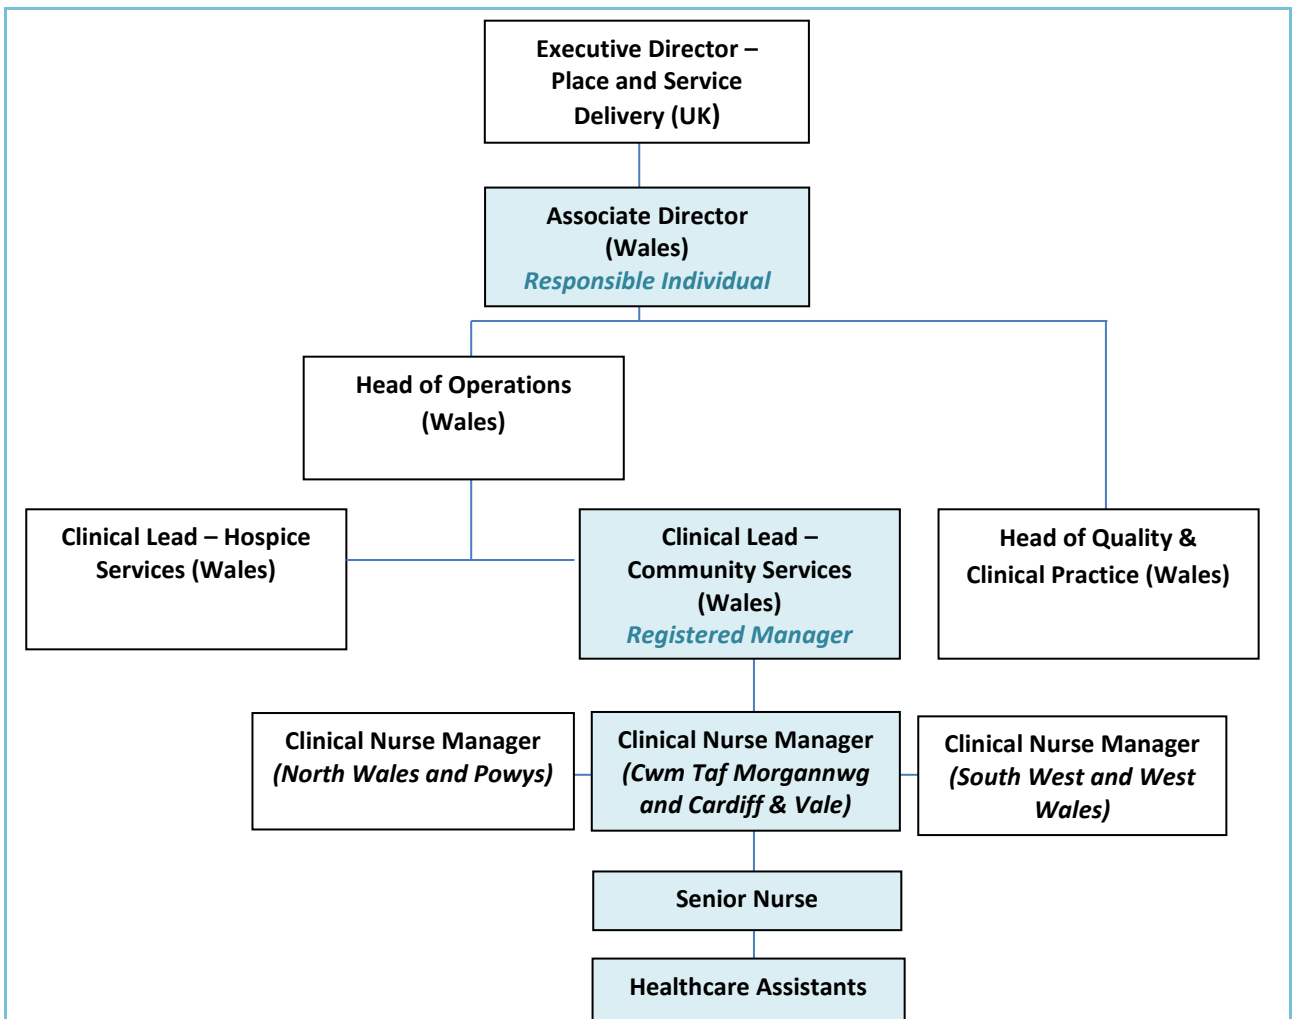 Executive Director –
Place and Service
Delivery (UK)
Associate Director
(Wales)
Responsible Individual
Head of Operations
(Wales)
Clinical Lead – Hospice
Services (Wales)
Clinical Lead –
Community Services
(Wales)
Registered Manager
Head of Quality &
Clinical Practice (Wales)
Clinical Nurse Manager
(North Wales and Powys)
Clinical Nurse Manager
(Cwm Taf Morgannwg
and Cardiff & Vale)
Clinical Nurse Manager
(South West and West
Wales)
Senior Nurse
Healthcare Assistants